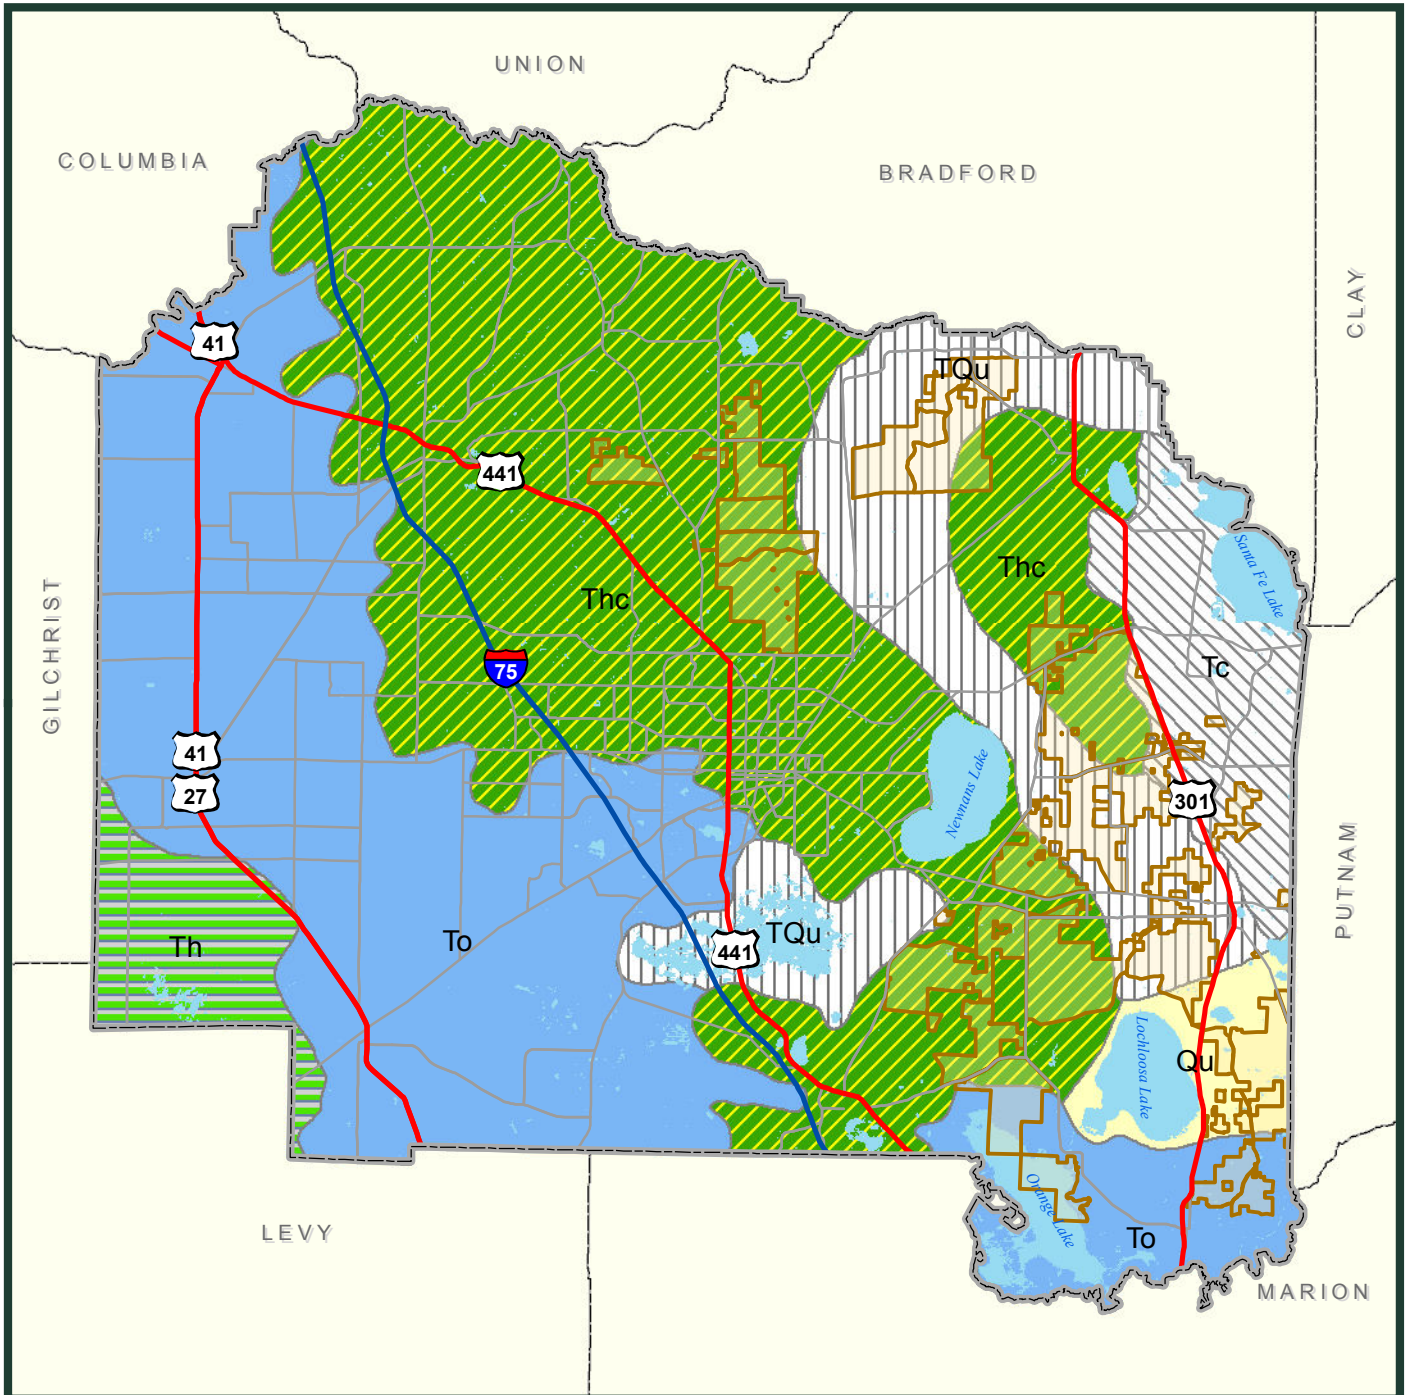 UNION
COLUMBIA
BRADFORD
CLAY
41
TQu
441
Santa Fe Lake
Thc
Thc
GILCHRIST
75
Tc
41
27
Newnans Lake
301
PUTNAM
Th
To
TQu
441
Lochloosa Lake
Qu
Orange Lake
LEVY
To
MARION